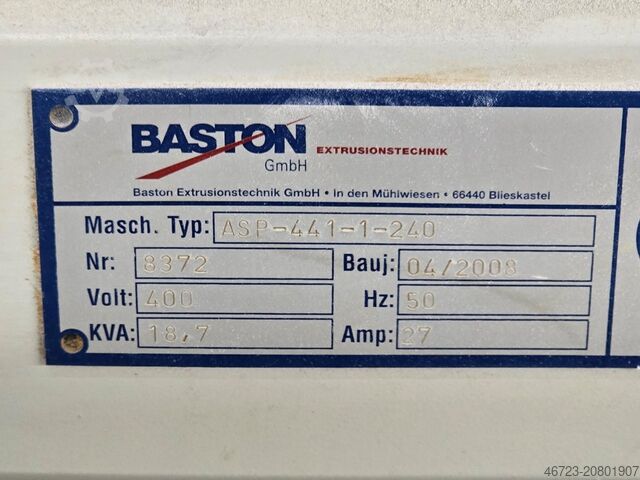 BASTON
GmbH
EXTRUSIONSTECHNIK
Baston Extrusionstechnik GmbH • In den Mühlwiesen • 66440 Blieskastel
Masch. Typ: ASP-441-1-240
Nr: 8372 Bauj: 04/2008
Volt: 400 Hz: 50
KVA: 18,7 Amp: 27
46723-20801907